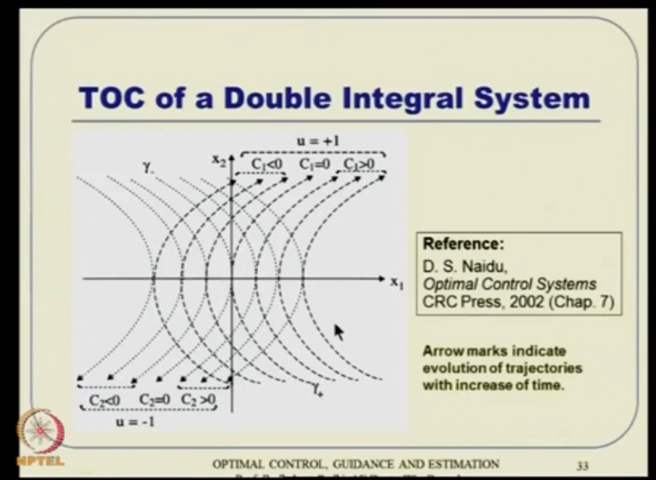 TOC of a Double Integral System
u = +1
x₂
C₁<0 C₁=0 C₁>0
γ₋
x₁
γ₊
C₂<0 C₂=0 C₂>0
u = -1
Reference:
D. S. Naidu,
Optimal Control Systems
CRC Press, 2002 (Chap. 7)
Arrow marks indicate
evolution of trajectories
with increase of time.
NPTEL
OPTIMAL CONTROL, GUIDANCE AND ESTIMATION
33